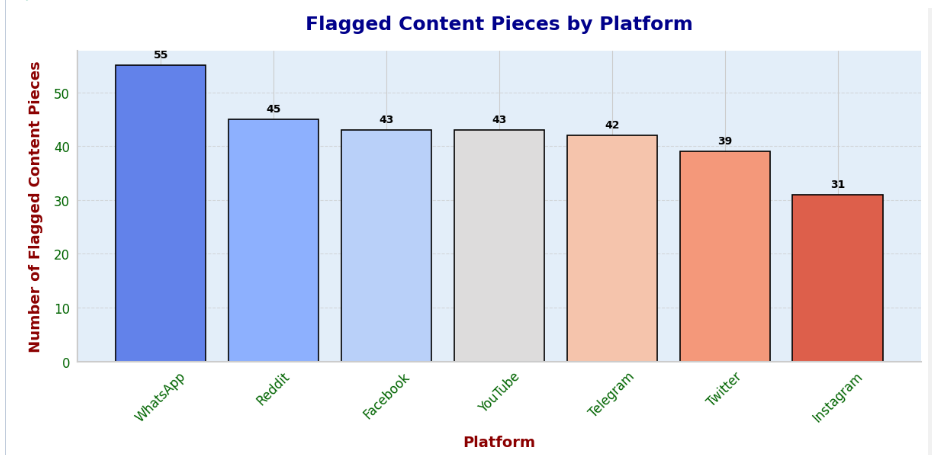 Flagged Content Pieces by Platform
Number of Flagged Content Pieces
50
40
30
20
10
0
55
45
43
43
42
39
31
WhatsApp
Reddit
Facebook
YouTube
Telegram
Twitter
Instagram
Platform